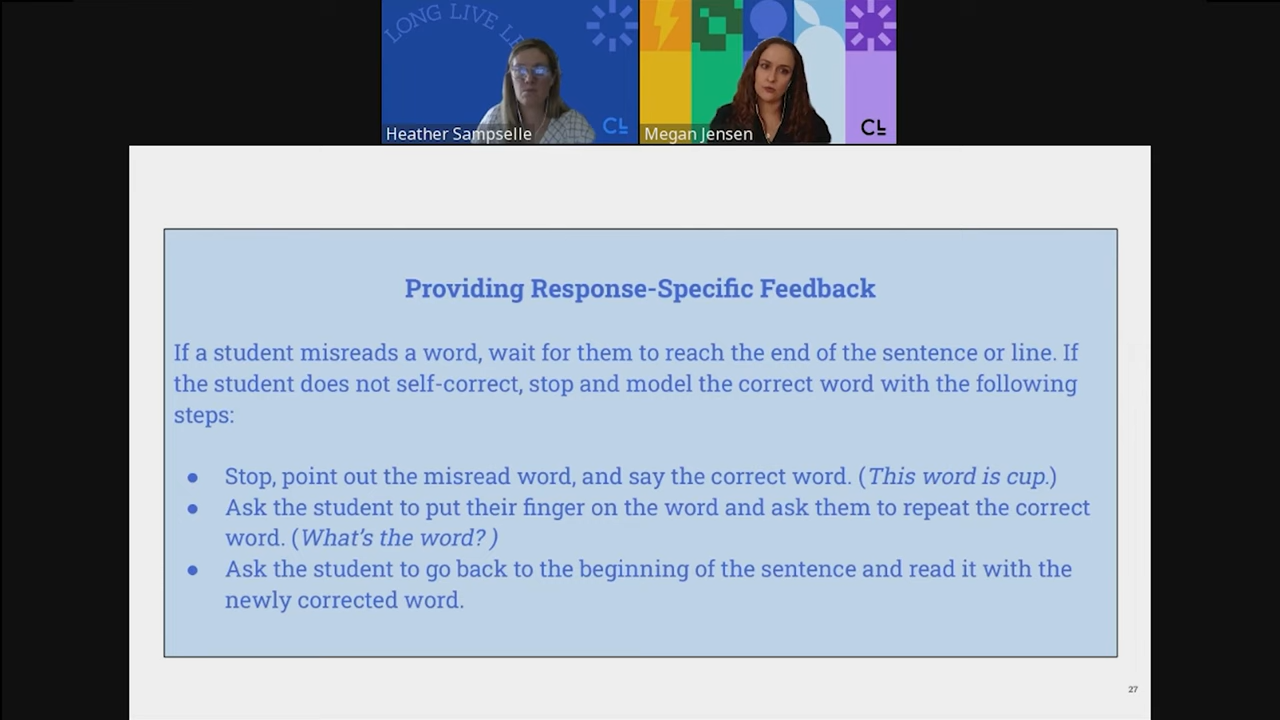 LONG LIVE LE
CL
Heather Sampselle
CL
Megan Jensen
Providing Response-Specific Feedback
If a student misreads a word, wait for them to reach the end of the sentence or line. If
the student does not self-correct, stop and model the correct word with the following
steps:
● Stop, point out the misread word, and say the correct word. (This word is cup.)
● Ask the student to put their finger on the word and ask them to repeat the correct
word. (What's the word? )
● Ask the student to go back to the beginning of the sentence and read it with the
newly corrected word.
27